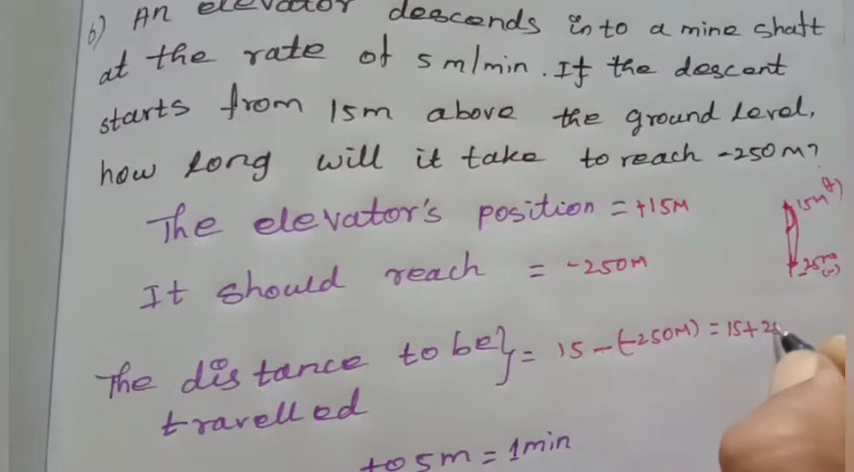 6) An elevator descends into a mine shaft
at the rate of 5m/min. If the descent
starts from 15m above the ground level,
how long will it take to reach -250m?
The elevator's position = +15M
15m (+)
It should reach = -250M
(-)
The distance to be } = 15-(-250M) = 15+2
travelled
to 5m = 1min